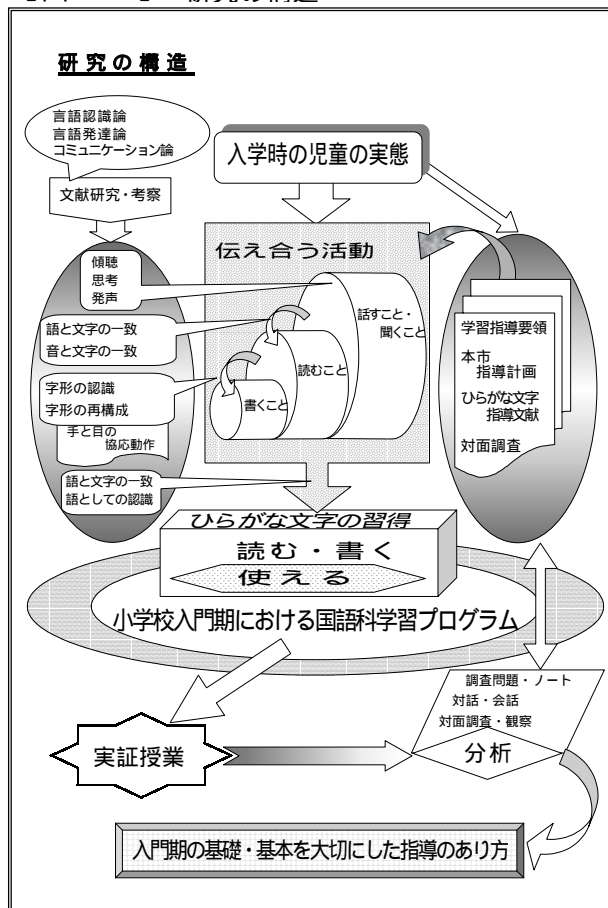 研究の構造
言語認識論
言語発達論
コミュニケーション論
文献研究・考察
入学時の児童の実態
伝え合う活動
傾聴
思考
発声
語と文字の一致
音と文字の一致
字形の認識
字形の再構成
手と目の
協応動作
語と文字の一致
語としての認識
話すこと・
聞くこと
読むこと
書くこと
学習指導要領
本市
指導計画
ひらがな文字
指導文献
対面調査
ひらがな文字の習得
読む・書く
使える
小学校入門期における国語科学習プログラム
調査問題・ノート
対話・会話
対面調査・観察
分析
実証授業
入門期の基礎・基本を大切にした指導のあり方